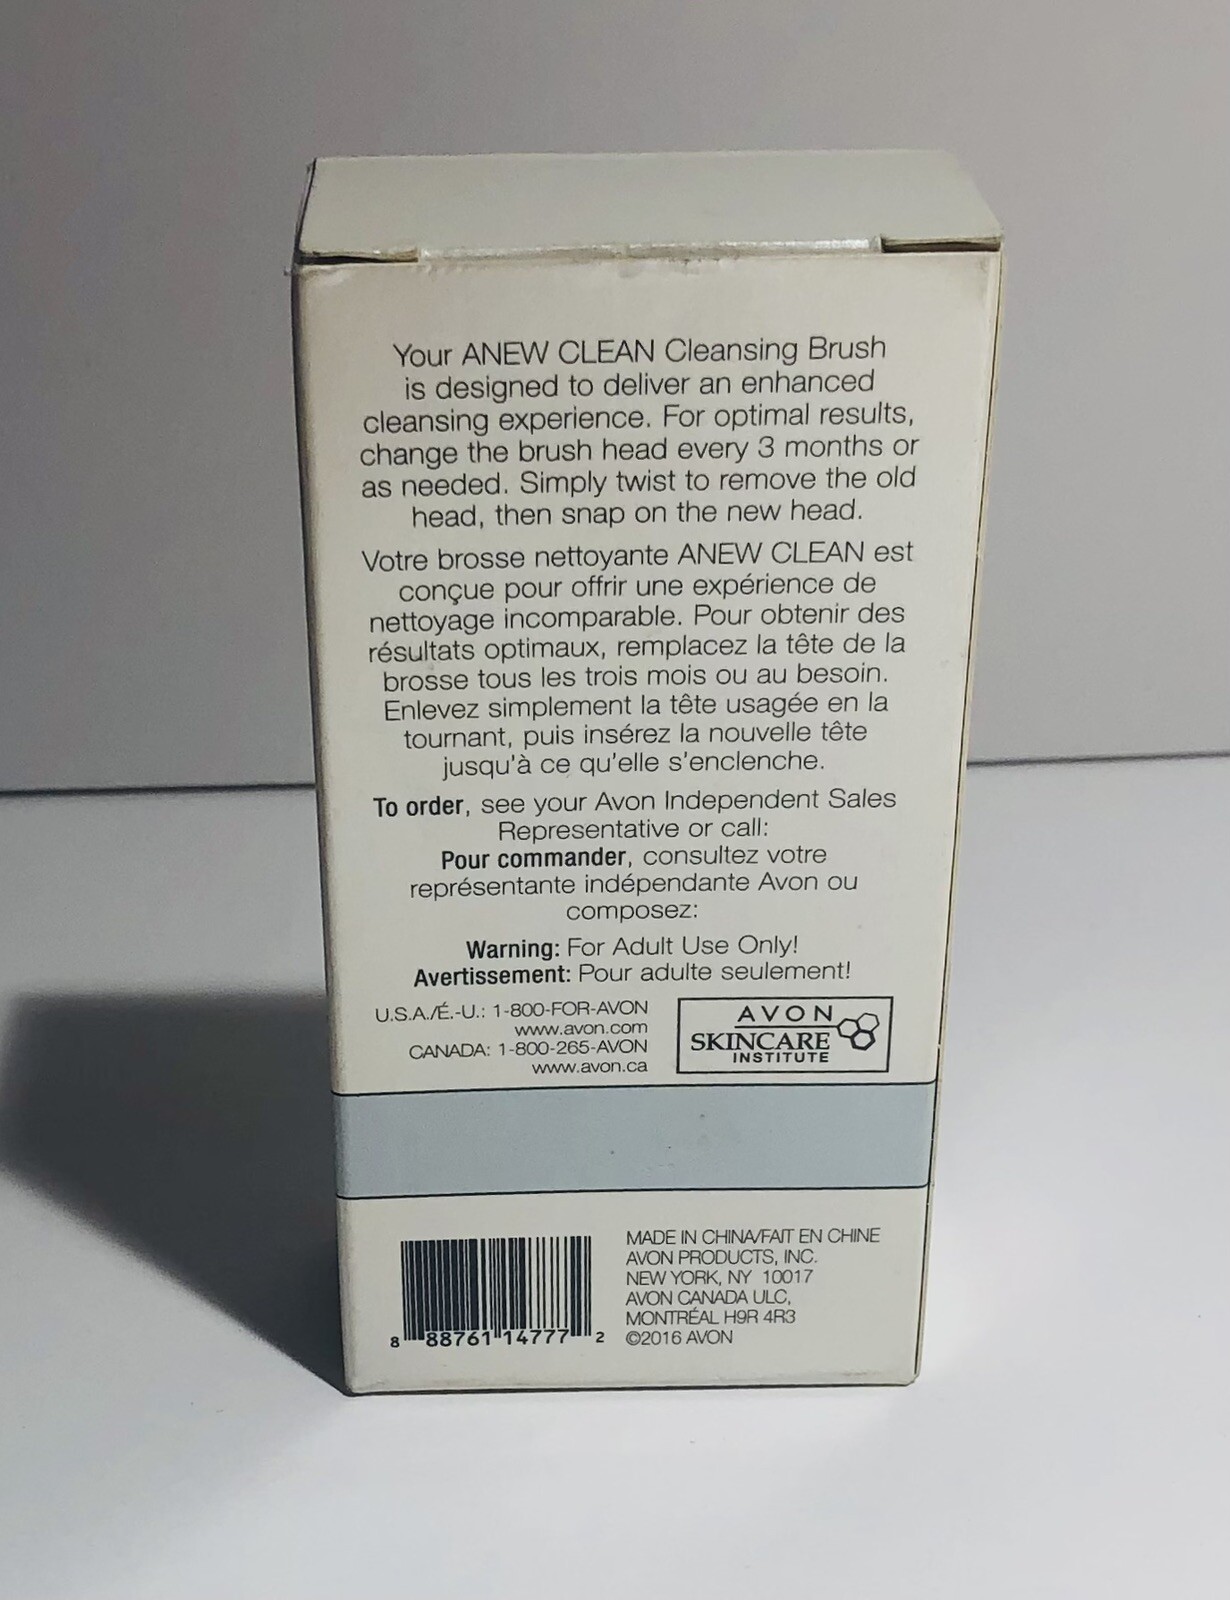 Your ANEW CLEAN Cleansing Brush
is designed to deliver an enhanced
cleansing experience. For optimal results,
change the brush head every 3 months or
as needed. Simply twist to remove the old
head, then snap on the new head.
Votre brosse nettoyante ANEW CLEAN est
conçue pour offrir une expérience de
nettoyage incomparable. Pour obtenir des
résultats optimaux, remplacez la tête de la
brosse tous les trois mois ou au besoin.
Enlevez simplement la tête usagée en la
tournant, puis insérez la nouvelle tête
jusqu'à ce qu'elle s'enclenche.
To order, see your Avon Independent Sales
Representative or call:
Pour commander, consultez votre
représentante indépendante Avon ou
composez:
Warning: For Adult Use Only!
Avertissement: Pour adulte seulement!
U.S.A./É.-U.: 1-800-FOR-AVON
www.avon.com
CANADA: 1-800-265-AVON
www.avon.ca
AVON
SKINCARE
INSTITUTE
8 88761 14777 2
MADE IN CHINA/FAIT EN CHINE
AVON PRODUCTS, INC.
NEW YORK, NY 10017
AVON CANADA ULC,
MONTRÉAL H9R 4R3
©2016 AVON